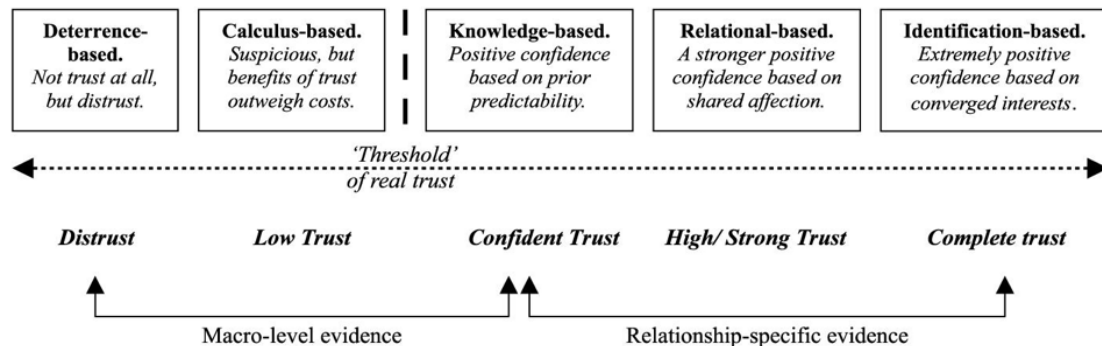 Deterrence-
based.
Not trust at all,
but distrust.
Calculus-based.
Suspicious, but
benefits of trust
outweigh costs.
Knowledge-based.
Positive confidence
based on prior
predictability.
Relational-based.
A stronger positive
confidence based on
shared affection.
Identification-based.
Extremely positive
confidence based on
converged interests.
‘Threshold’
of real trust
Distrust
Low Trust
Confident Trust
High/ Strong Trust
Complete trust
Macro-level evidence
Relationship-specific evidence